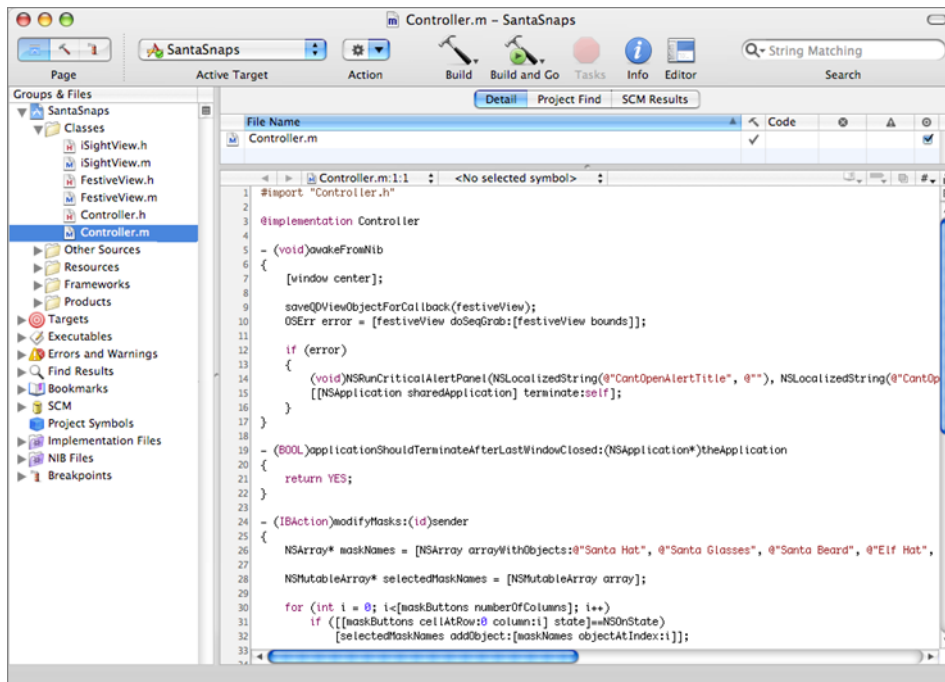 Controller.m - SantaSnaps
SantaSnaps
String Matching
Page
Active Target
Action
Build
Build and Go
Tasks
Info
Editor
Search
Groups & Files
SantaSnaps
Classes
iSightView.h
iSightView.m
FestiveView.h
FestiveView.m
Controller.h
Controller.m
Other Sources
Resources
Frameworks
Products
Targets
Executables
Errors and Warnings
Find Results
Bookmarks
SCM
Project Symbols
Implementation Files
NIB Files
Breakpoints
Detail
Project Find
SCM Results
File Name
Code
Controller.m
Controller.m:1:1
<No selected symbol>
#
1 #import "Controller.h"
2
3 @implementation Controller
4
5 - (void)awakeFromNib
6 {
7 [window center];
8
9 saveQDViewObjectForCallback(festiveView);
10 OSErr error = [festiveView doSeqGrab:[festiveView bounds]];
11
12 if (error)
13 {
14 (void)NSRunCriticalAlertPanel(NSLocalizedString(@"CantOpenAlertTitle", @""), NSLocalizedString(@"CantOp
15 [[NSApplication sharedApplication] terminate:self];
16 }
17 }
18
19 - (BOOL)applicationShouldTerminateAfterLastWindowClosed:(NSApplication*)theApplication
20 {
21 return YES;
22 }
23
24 - (IBAction)modifyMasks:(id)sender
25 {
26 NSArray* maskNames = [NSArray arrayWithObjects:@"Santa Hat", @"Santa Glasses", @"Santa Beard", @"Elf Hat",
27
28 NSMutableArray* selectedMaskNames = [NSMutableArray array];
29
30 for (int i = 0; i<[maskButtons numberOfColumns]; i++)
31 if ([[maskButtons cellAtRow:0 column:i] state]==NSOnState)
32 [selectedMaskNames addObject:[maskNames objectAtIndex:i]];
33